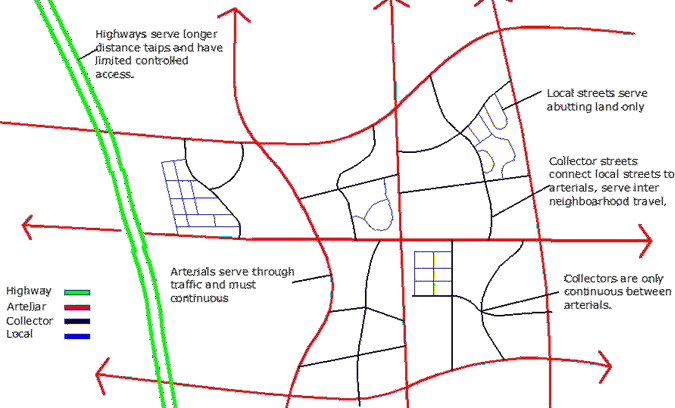 Highways serve longer
distance taips and have
limited controlled
access.
Local streets serve
abutting land only
Collector streets
connect local streets to
arterials, serve inter
neighboarhood travel,
Arterials serve through
traffic and must
continuous
Collectors are only
continuous between
arterials.
Highway
Arteliar
Collector
Local